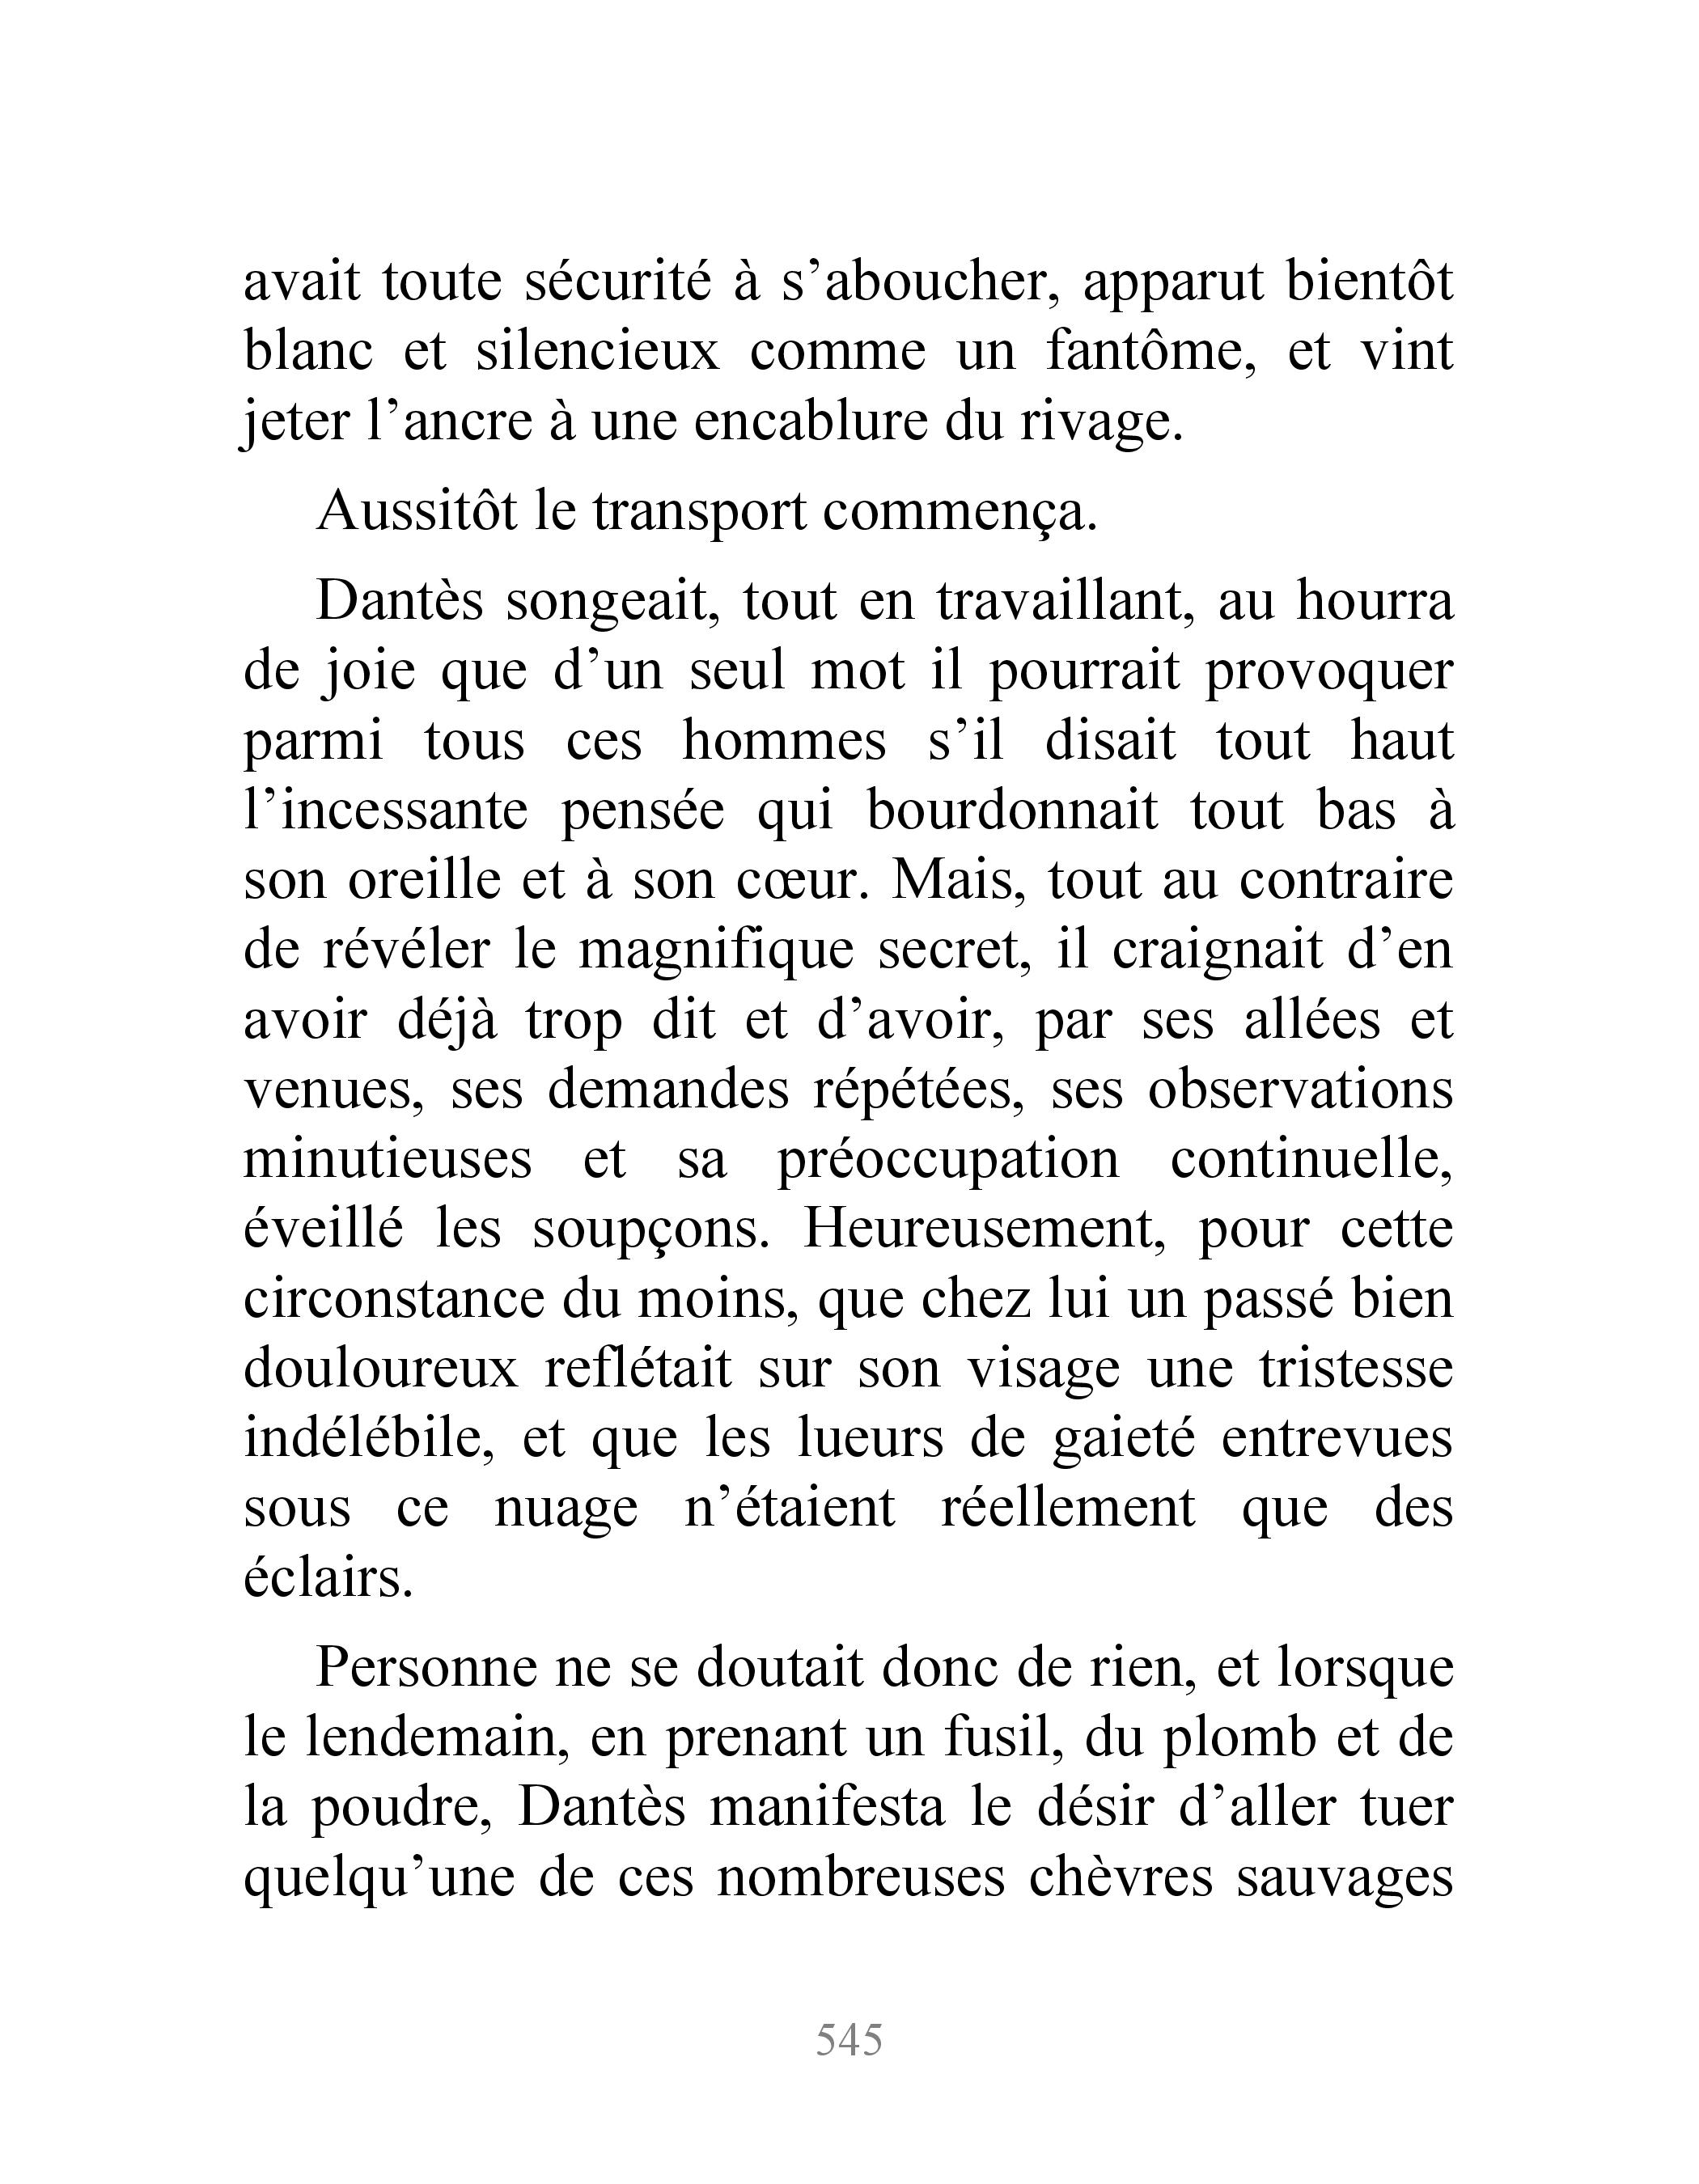 avait toute sécurité à s’aboucher, apparut bientôt
blanc et silencieux comme un fantôme, et vint
jeter l’ancre à une encablure du rivage.
Aussitôt le transport commença.
Dantès songeait, tout en travaillant, au hourra
de joie que d’un seul mot il pourrait provoquer
parmi tous ces hommes s’il disait tout haut
l’incessante pensée qui bourdonnait tout bas à
son oreille et à son cœur. Mais, tout au contraire
de révéler le magnifique secret, il craignait d’en
avoir déjà trop dit et d’avoir, par ses allées et
venues, ses demandes répétées, ses observations
minutieuses et sa préoccupation continuelle,
éveillé les soupçons. Heureusement, pour cette
circonstance du moins, que chez lui un passé bien
douloureux reflétait sur son visage une tristesse
indélébile, et que les lueurs de gaieté entrevues
sous ce nuage n’étaient réellement que des
éclairs.
Personne ne se doutait donc de rien, et lorsque
le lendemain, en prenant un fusil, du plomb et de
la poudre, Dantès manifesta le désir d’aller tuer
quelqu’une de ces nombreuses chèvres sauvages
545